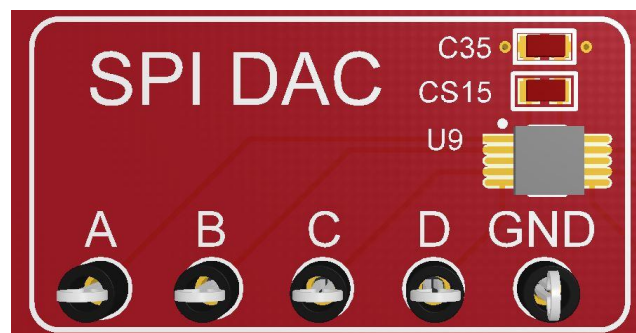 SPI DAC
C35
CS15
U9
A B C D GND